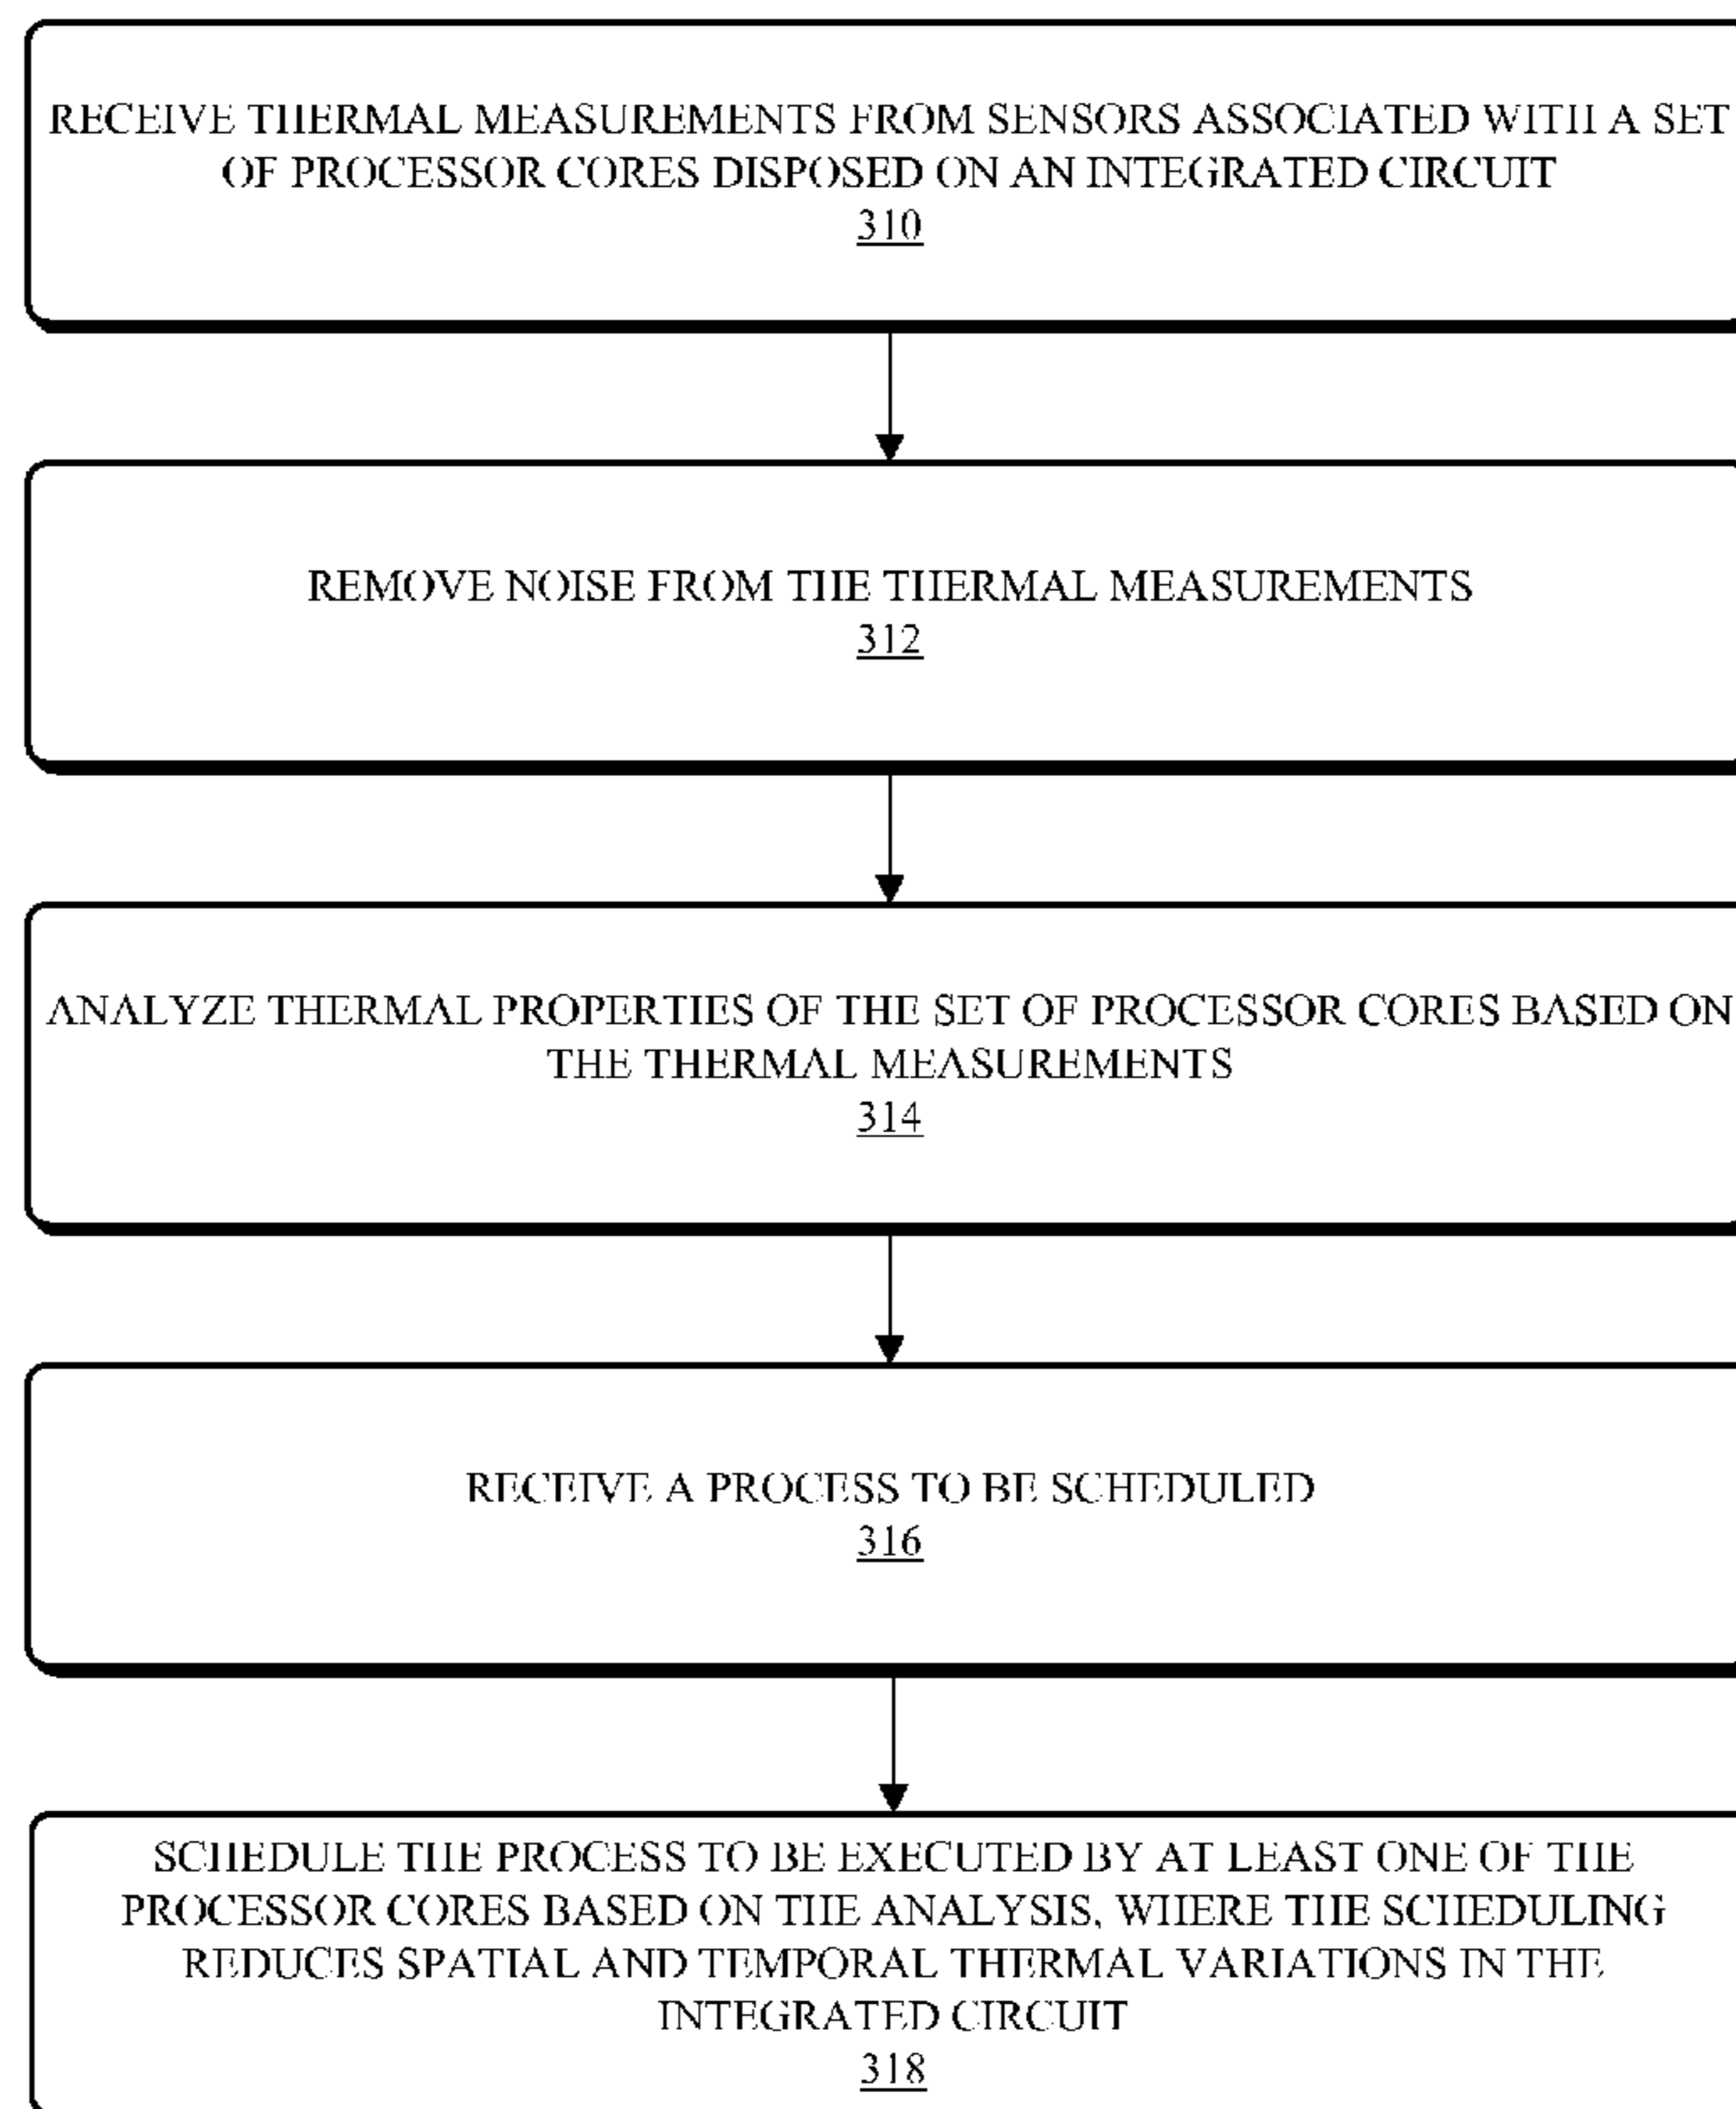 RECEIVE THERMAL MEASUREMENTS FROM SENSORS ASSOCIATED WITH A SET
OF PROCESSOR CORES DISPOSED ON AN INTEGRATED CIRCUIT
310
REMOVE NOISE FROM THE THERMAL MEASUREMENTS
312
ANALYZE THERMAL PROPERTIES OF THE SET OF PROCESSOR CORES BASED ON
THE THERMAL MEASUREMENTS
314
RECEIVE A PROCESS TO BE SCHEDULED
316
SCHEDULE THE PROCESS TO BE EXECUTED BY AT LEAST ONE OF THE
PROCESSOR CORES BASED ON THE ANALYSIS, WHERE THE SCHEDULING
REDUCES SPATIAL AND TEMPORAL THERMAL VARIATIONS IN THE
INTEGRATED CIRCUIT
318